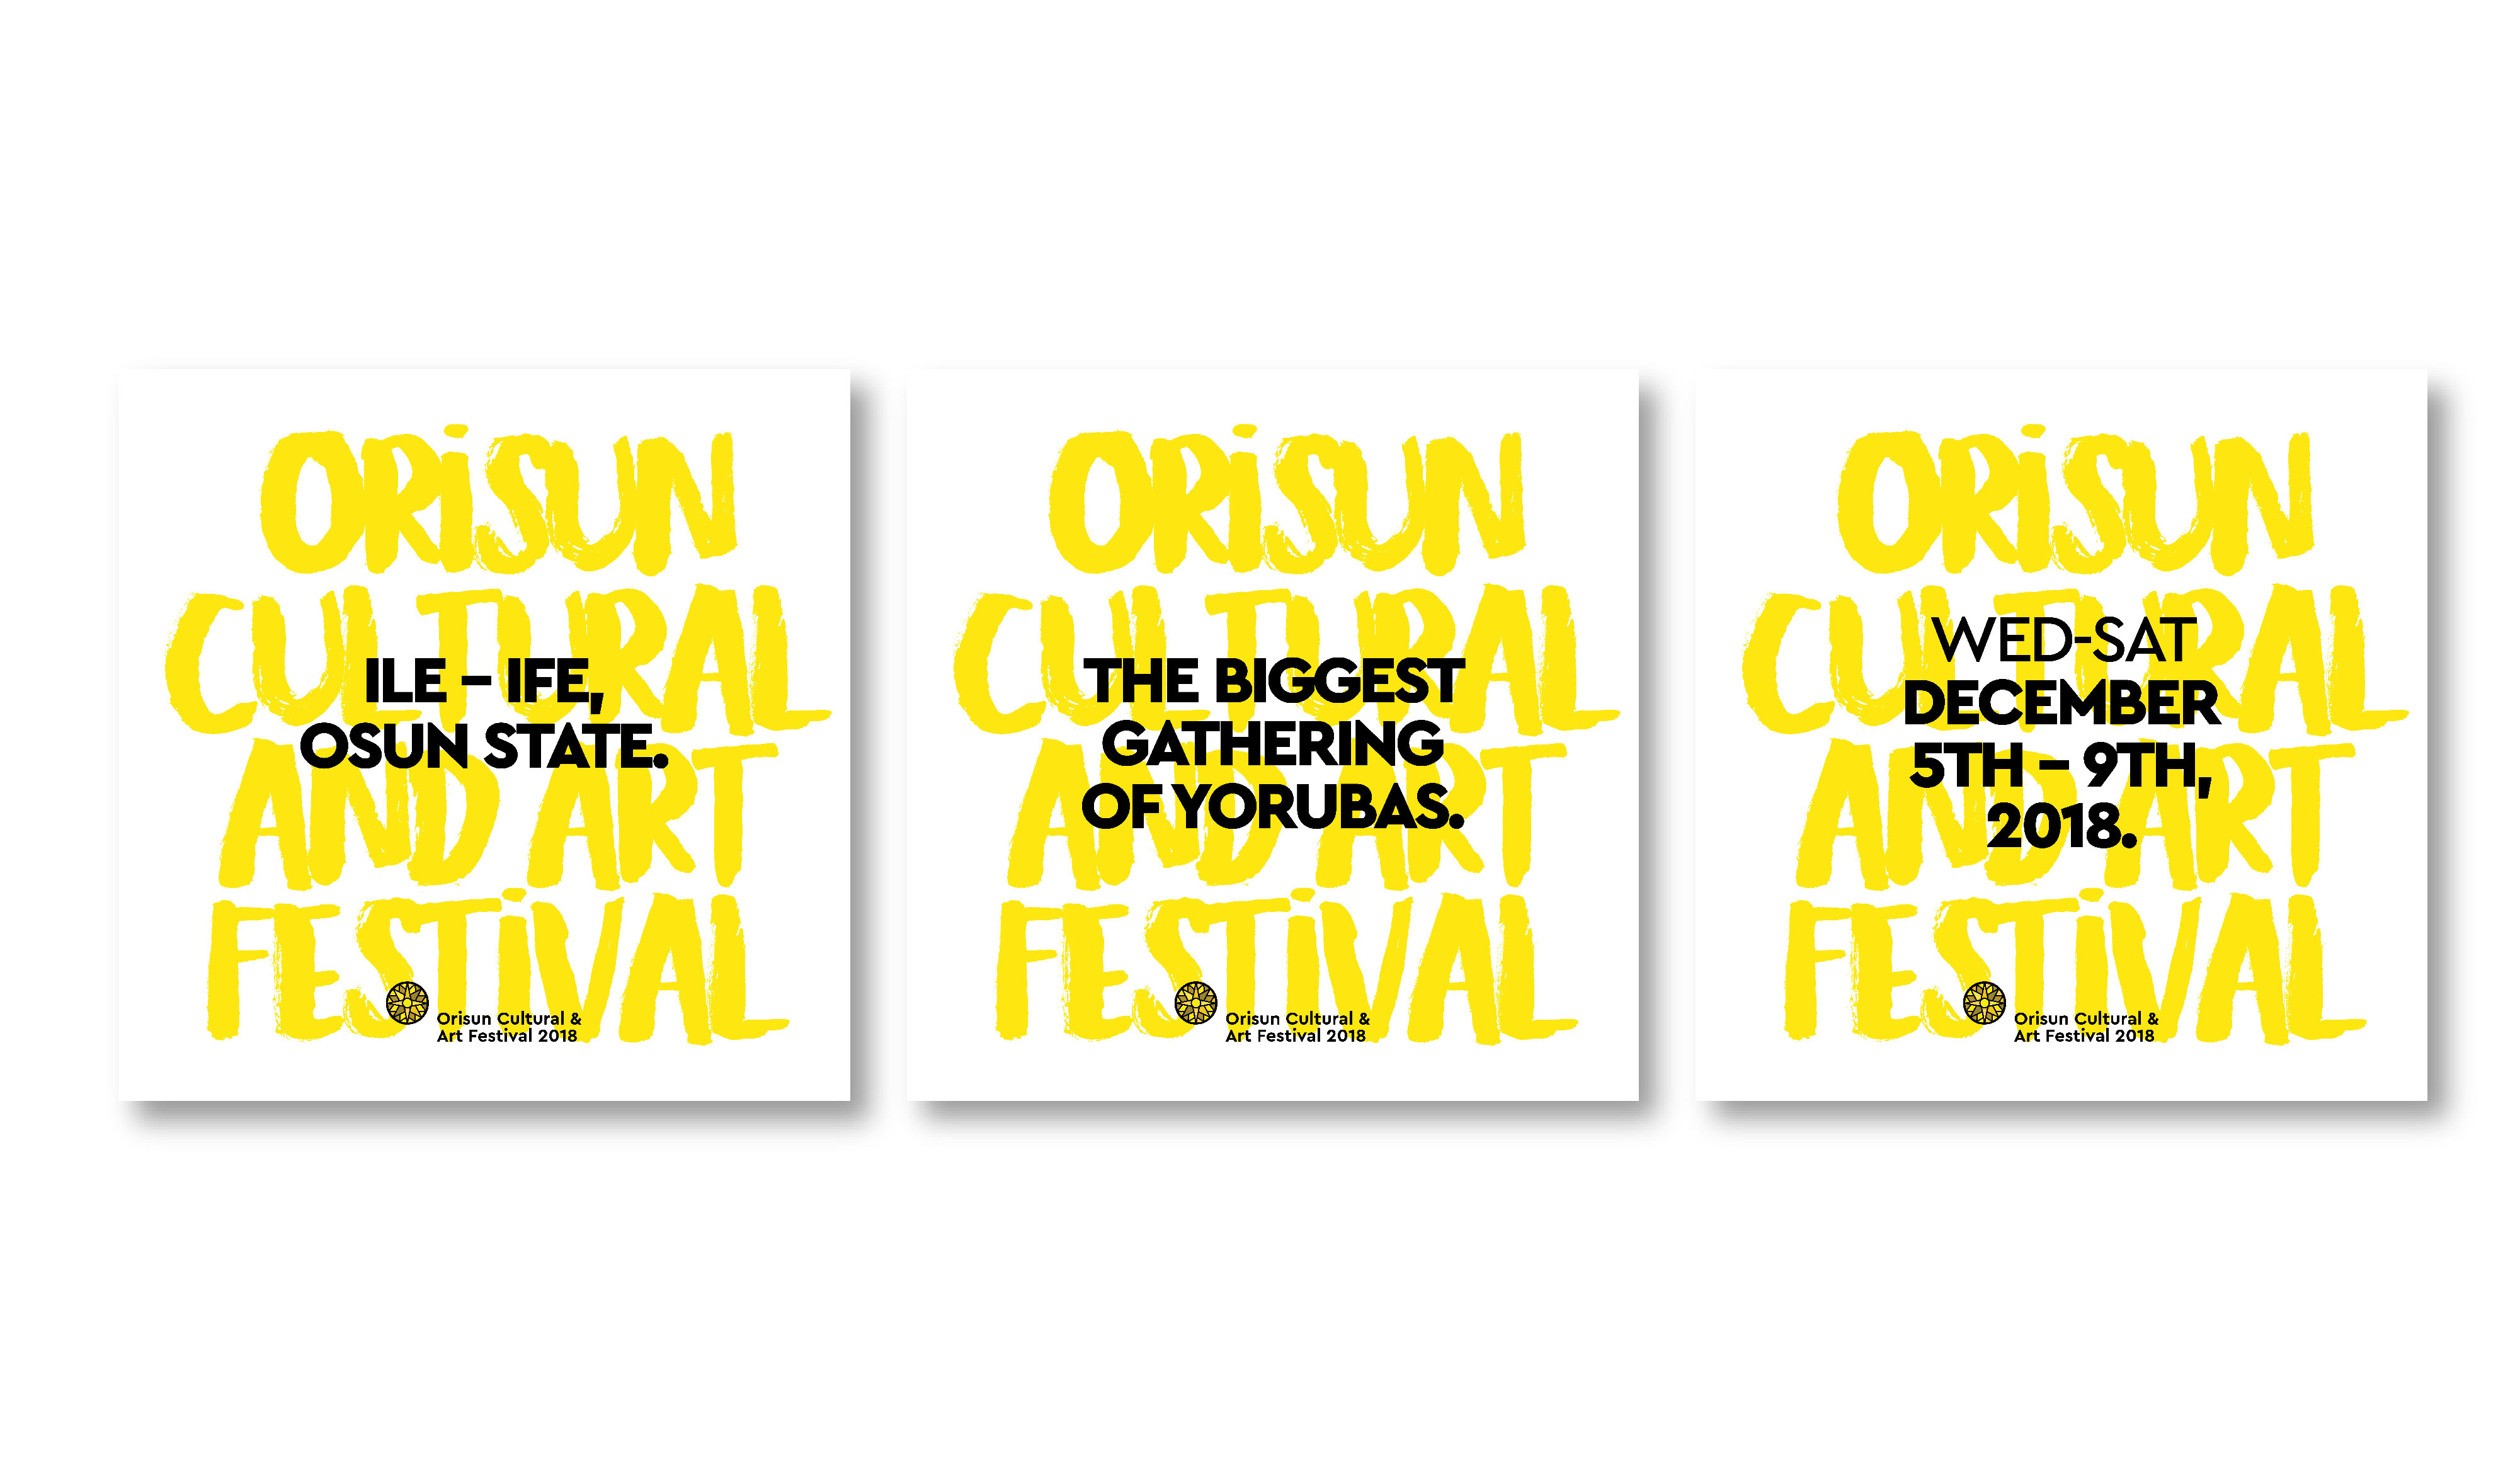 ORiSUN
CULTURAL
AND ART
FESTiVAL
ILE – IFE,
OSUN STATE.
Orisun Cultural &
Art Festival 2018
ORiSUN
CULTURAL
AND ART
FESTiVAL
THE BIGGEST
GATHERING
OF YORUBAS.
Orisun Cultural &
Art Festival 2018
ORiSUN
CULTURAL
AND ART
FESTiVAL
WED-SAT
DECEMBER
5TH – 9TH,
2018.
Orisun Cultural &
Art Festival 2018